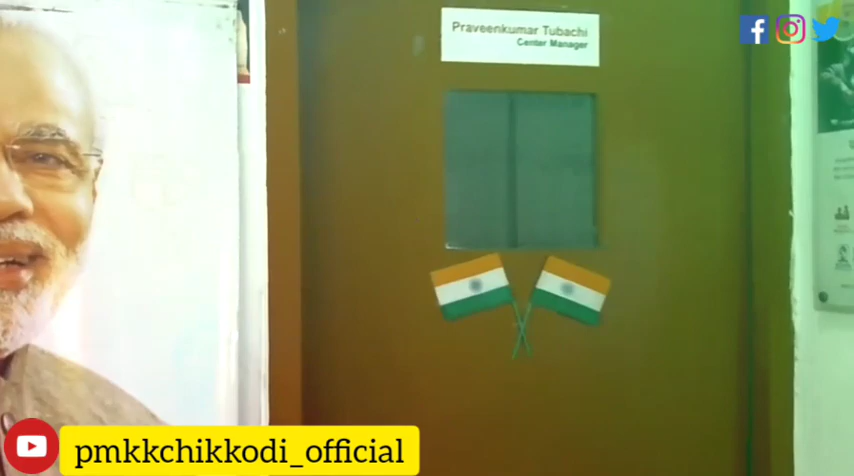 Praveenkumar Tubachi
Center Manager
pmkkchikkodi_official